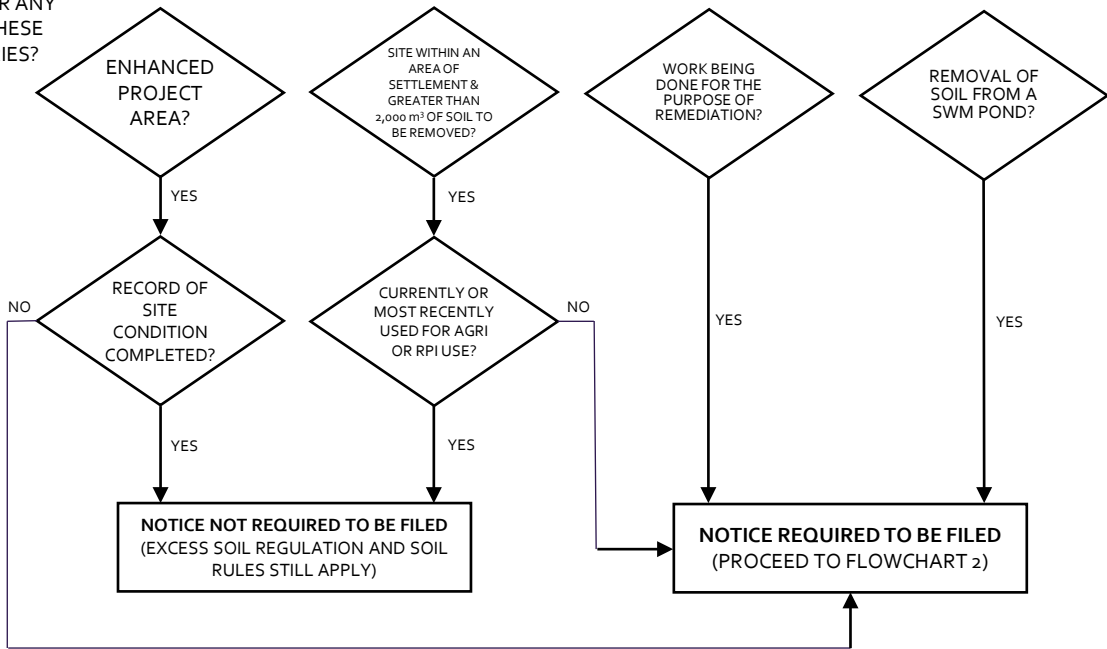 R ANY
HESE
IES?
ENHANCED
PROJECT
AREA?
SITE WITHIN AN
AREA OF
SETTLEMENT &
GREATER THAN
2,000 m³ OF SOIL TO
BE REMOVED?
WORK BEING
DONE FOR THE
PURPOSE OF
REMEDIATION?
REMOVAL OF
SOIL FROM A
SWM POND?
YES
YES
NO
RECORD OF
SITE
CONDITION
COMPLETED?
CURRENTLY OR
MOST RECENTLY
USED FOR AGRI
OR RPI USE?
NO
YES
YES
YES
YES
NOTICE NOT REQUIRED TO BE FILED
(EXCESS SOIL REGULATION AND SOIL
RULES STILL APPLY)
NOTICE REQUIRED TO BE FILED
(PROCEED TO FLOWCHART 2)